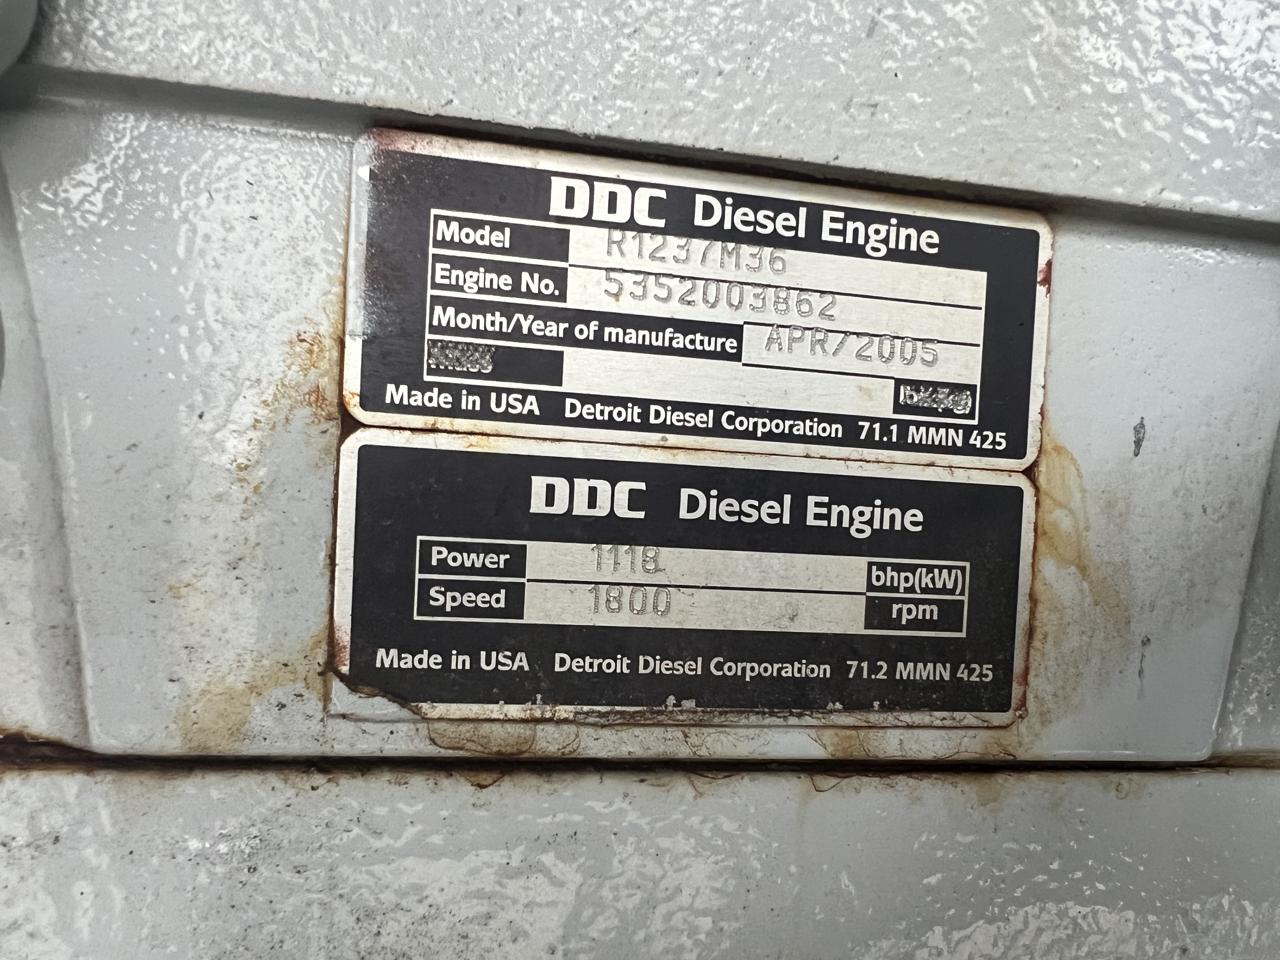 DDC Diesel Engine
Model R1237M36
Engine No. 5352003862
Month/Year of manufacture APR/2005
Made in USA Detroit Diesel Corporation 71.1 MMN 425
DDC Diesel Engine
Power 1118 bhp(kW)
Speed 1800 rpm
Made in USA Detroit Diesel Corporation 71.2 MMN 425